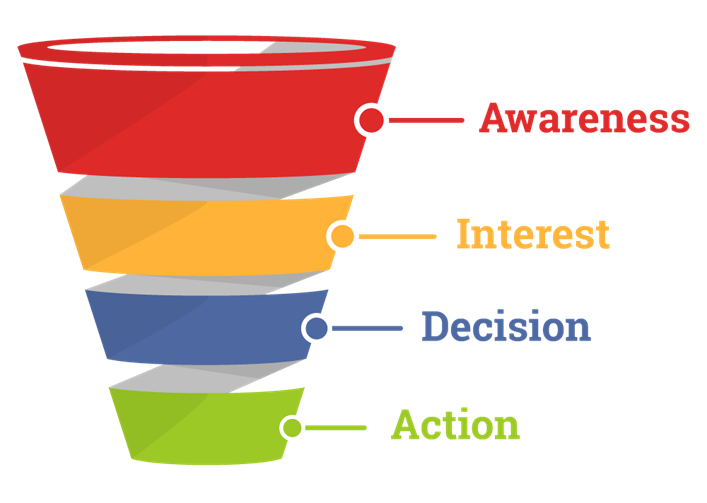 Awareness
Interest
Decision
Action